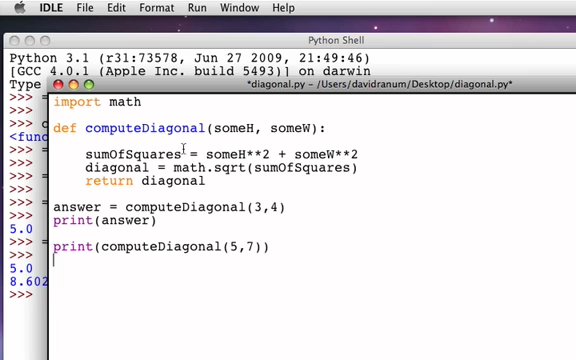 IDLE File Edit Format Run Window Help
Python Shell
Python 3.1 (r31:73578, Jun 27 2009, 21:49:46)
[GCC 4.0.1 (Apple Inc. build 5493)] on darwin
Type
*diagonal.py - /Users/davidranum/Desktop/diagonal.py*
>>> =
import math
>>>
>>> c
<func
def computeDiagonal(someH, someW):
>>>
sumOfSquares = someH**2 + someW**2
>>>
diagonal = math.sqrt(sumOfSquares)
>>> =
return diagonal
>>>
>>> =
answer = computeDiagonal(3,4)
print(answer)
5.0
>>> =
print(computeDiagonal(5,7))
>>>
5.0
8.602
>>>